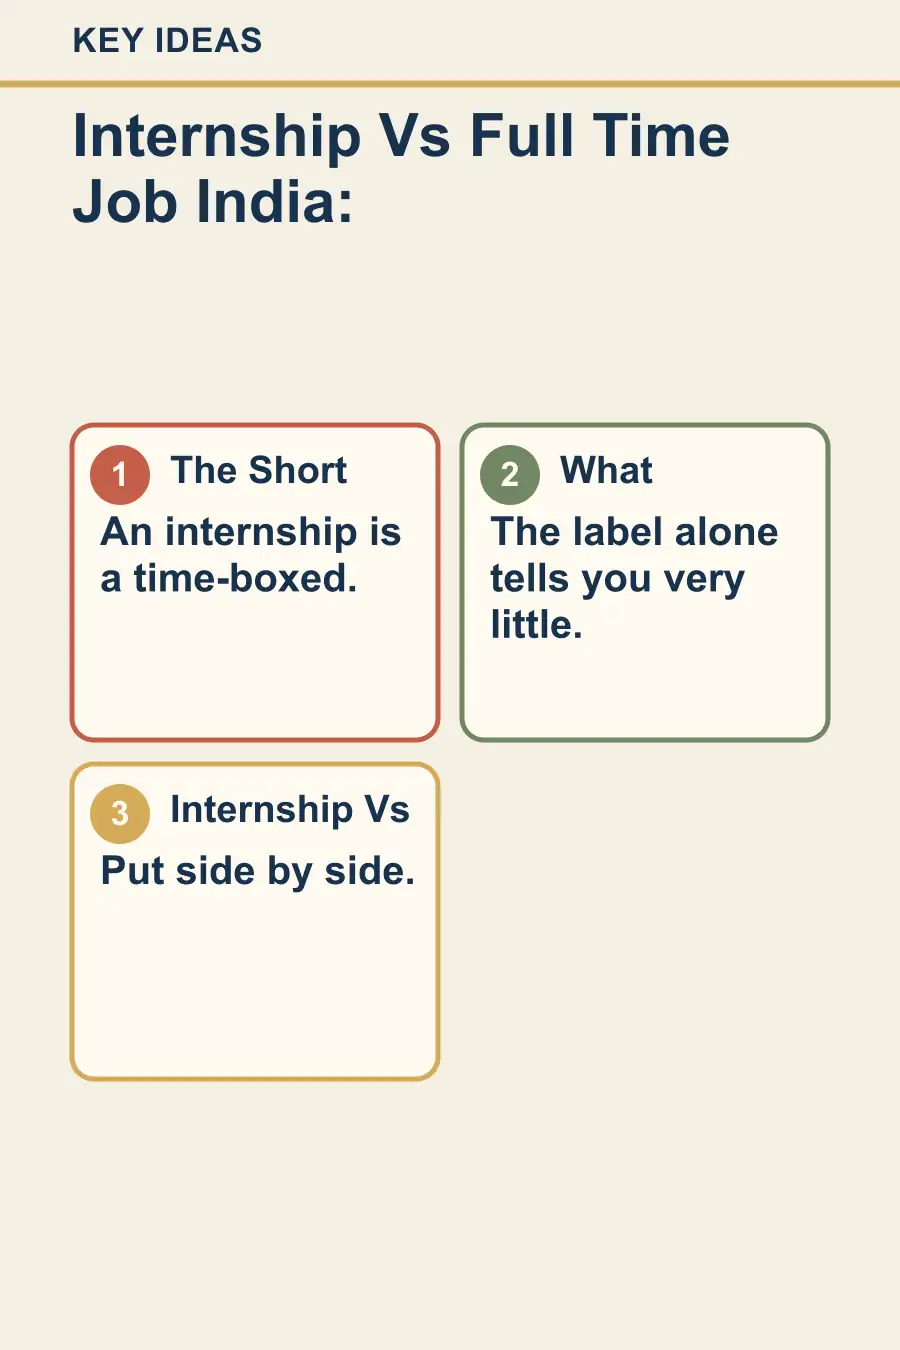 KEY IDEAS
Internship Vs Full Time
Job India:
1 The Short
An internship is
a time-boxed.
2 What
The label alone
tells you very
little.
3 Internship Vs
Put side by side.